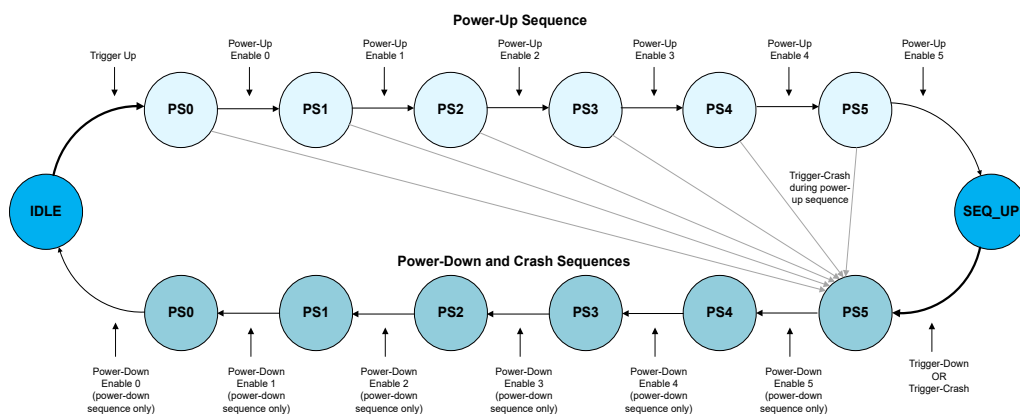 Power-Up Sequence
Trigger Up
Power-Up
Enable 0
Power-Up
Enable 1
Power-Up
Enable 2
Power-Up
Enable 3
Power-Up
Enable 4
Power-Up
Enable 5
PS0
PS1
PS2
PS3
PS4
PS5
Trigger-Crash
during power-
up sequence
IDLE
SEQ_UP
Power-Down and Crash Sequences
PS0
PS1
PS2
PS3
PS4
PS5
Power-Down
Enable 0
(power-down
sequence only)
Power-Down
Enable 1
(power-down
sequence only)
Power-Down
Enable 2
(power-down
sequence only)
Power-Down
Enable 3
(power-down
sequence only)
Power-Down
Enable 4
(power-down
sequence only)
Power-Down
Enable 5
(power-down
sequence only)
Trigger-Down
OR
Trigger-Crash